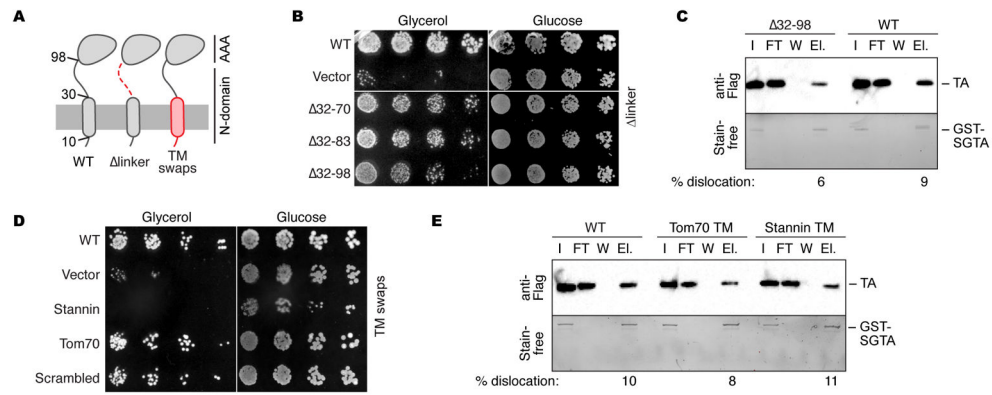 A
98
30
10
AAA
N-domain
WT
Δlinker
TM
swaps
B
Glycerol
Glucose
WT
Vector
Δ32-70
Δ32-83
Δ32-98
Δlinker
C
Δ32-98
WT
I FT W El. I FT W El.
anti-
Flag
TA
Stain-
free
GST-
SGTA
% dislocation: 6 9
D
Glycerol
Glucose
WT
Vector
Stannin
Tom70
Scrambled
TM swaps
E
WT
Tom70 TM
Stannin TM
I FT W El. I FT W El. I FT W El.
anti-
Flag
TA
Stain-
free
GST-
SGTA
% dislocation: 10 8 11